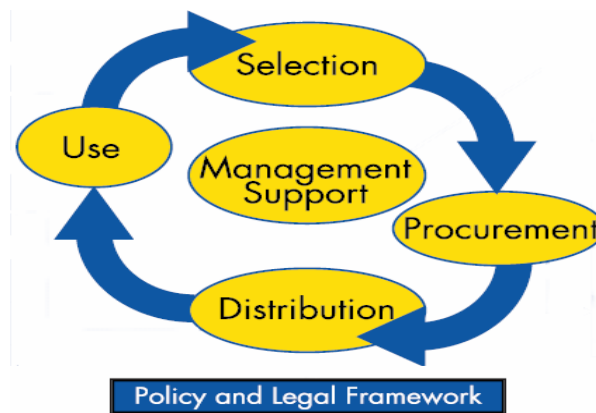 Selection
Use
Management
Support
Procurement
Distribution
Policy and Legal Framework